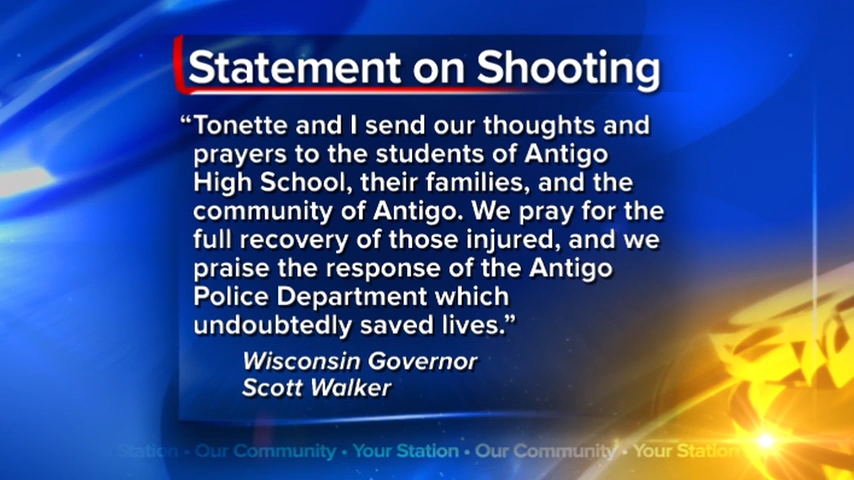 Statement on Shooting
“Tonette and I send our thoughts and
prayers to the students of Antigo
High School, their families, and the
community of Antigo. We pray for the
full recovery of those injured, and we
praise the response of the Antigo
Police Department which
undoubtedly saved lives.”
Wisconsin Governor
Scott Walker
Station • Our Community • Your Station • Our Community • Your Station